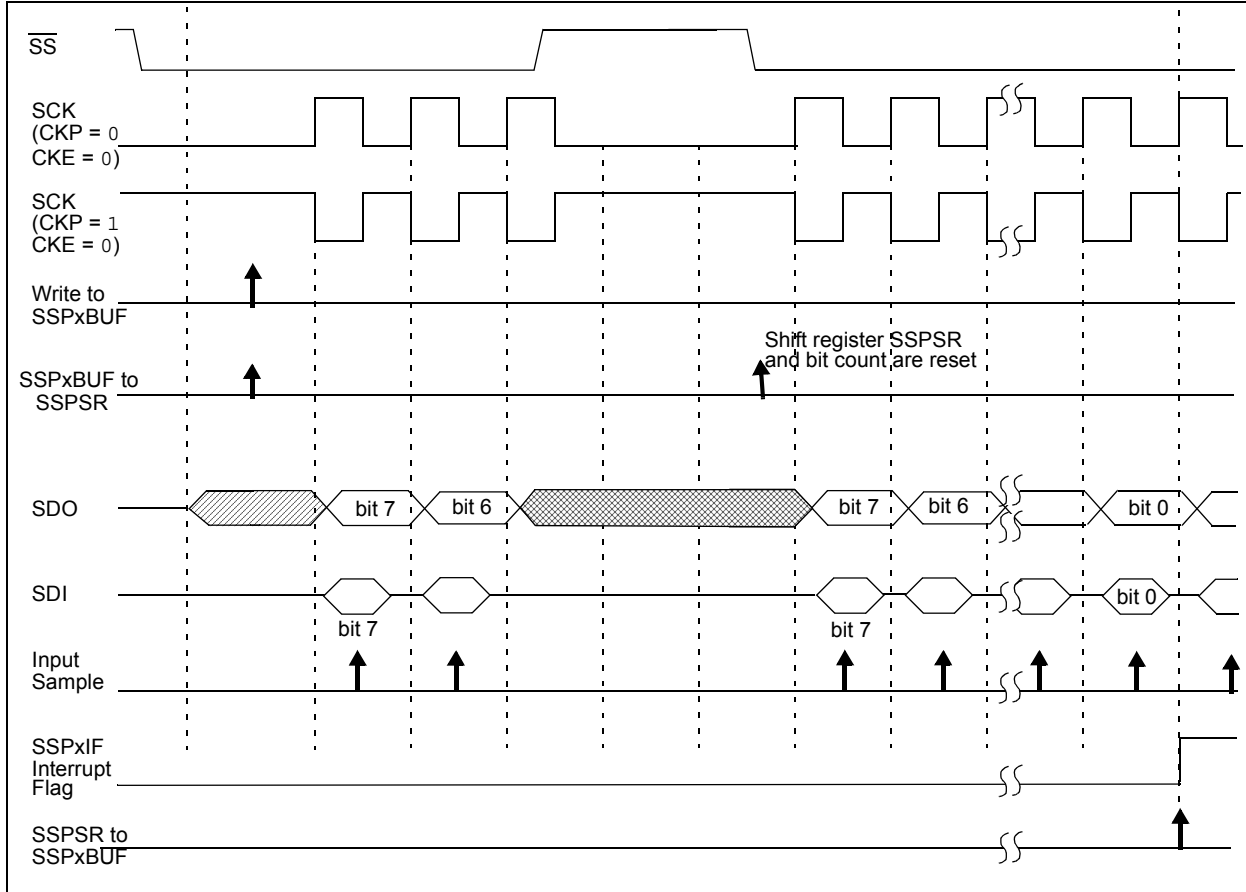 SS
SCK
(CKP = 0
CKE = 0)
SCK
(CKP = 1
CKE = 0)
Write to
SSPxBUF
Shift register SSPSR
and bit count are reset
SSPxBUF to
SSPSR
SDO
bit 7
bit 6
bit 7
bit 6
bit 0
SDI
bit 7
bit 7
bit 0
Input
Sample
SSPxIF
Interrupt
Flag
SSPSR to
SSPxBUF